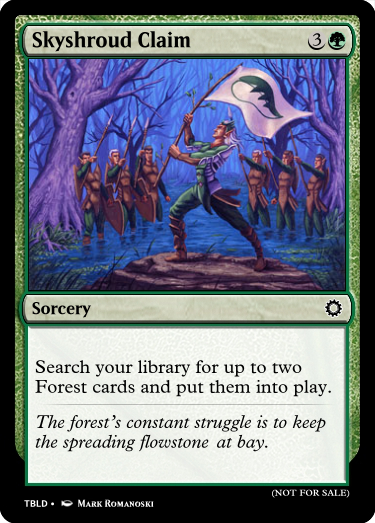 Skyshroud Claim 3
Sorcery
Search your library for up to two
Forest cards and put them into play.
The forest's constant struggle is to keep
the spreading flowstone at bay.
(NOT FOR SALE)
TBLD • Mark Romanoski